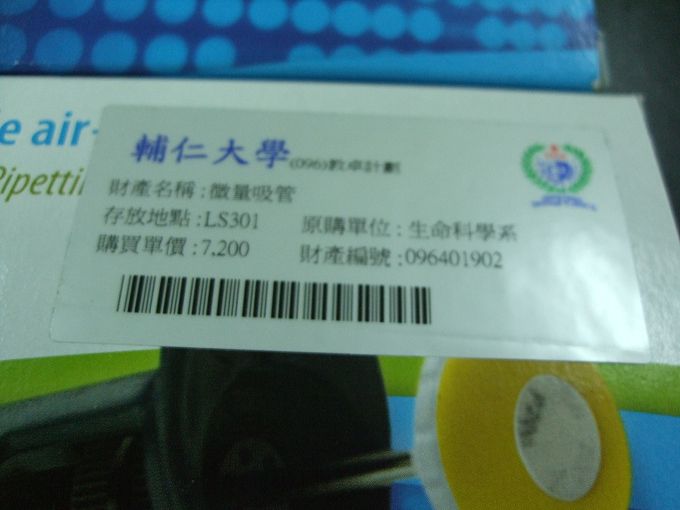 e air-
Pipetti
輔仁大學(096)教卓計劃
財產名稱:微量吸管
存放地點:LS301 原購單位:生命科學系
購買單價:7,200 財產編號:096401902